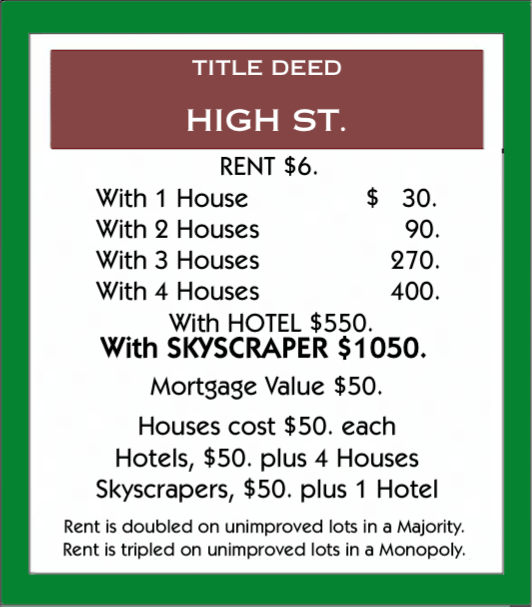 TITLE DEED
HIGH ST.
RENT $6.
With 1 House $ 30.
With 2 Houses 90.
With 3 Houses 270.
With 4 Houses 400.
With HOTEL $550.
With SKYSCRAPER $1050.
Mortgage Value $50.
Houses cost $50. each
Hotels, $50. plus 4 Houses
Skyscrapers, $50. plus 1 Hotel
Rent is doubled on unimproved lots in a Majority.
Rent is tripled on unimproved lots in a Monopoly.